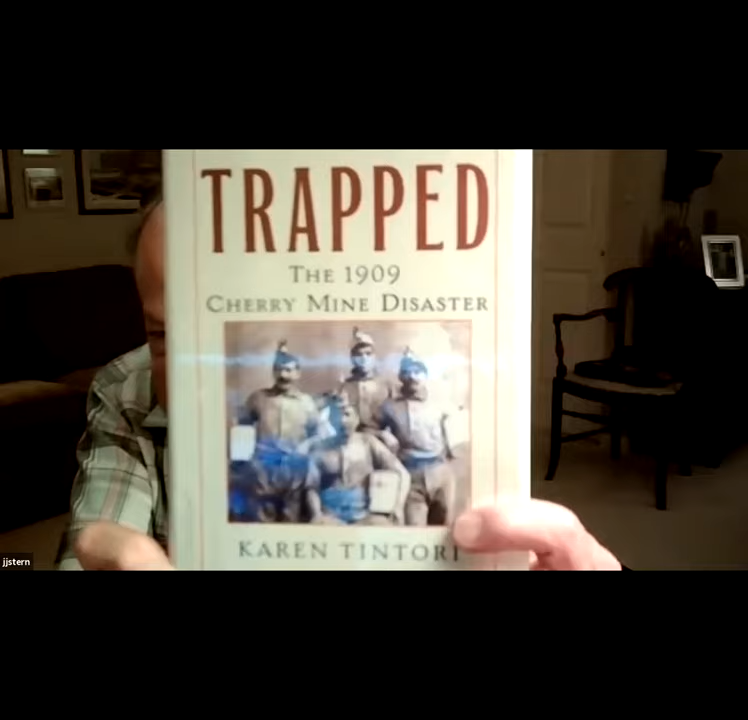 TRAPPED
THE 1909
CHERRY MINE DISASTER
KAREN TINTORI
jjstern